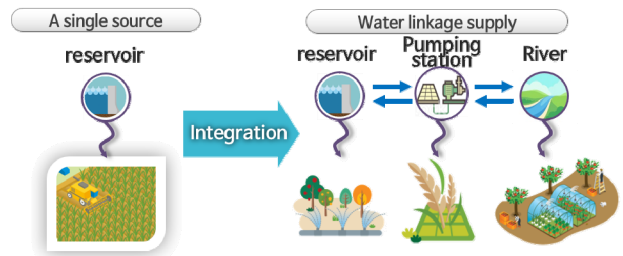 A single source
reservoir
Integration
Water linkage supply
reservoir
Pumping
station
River